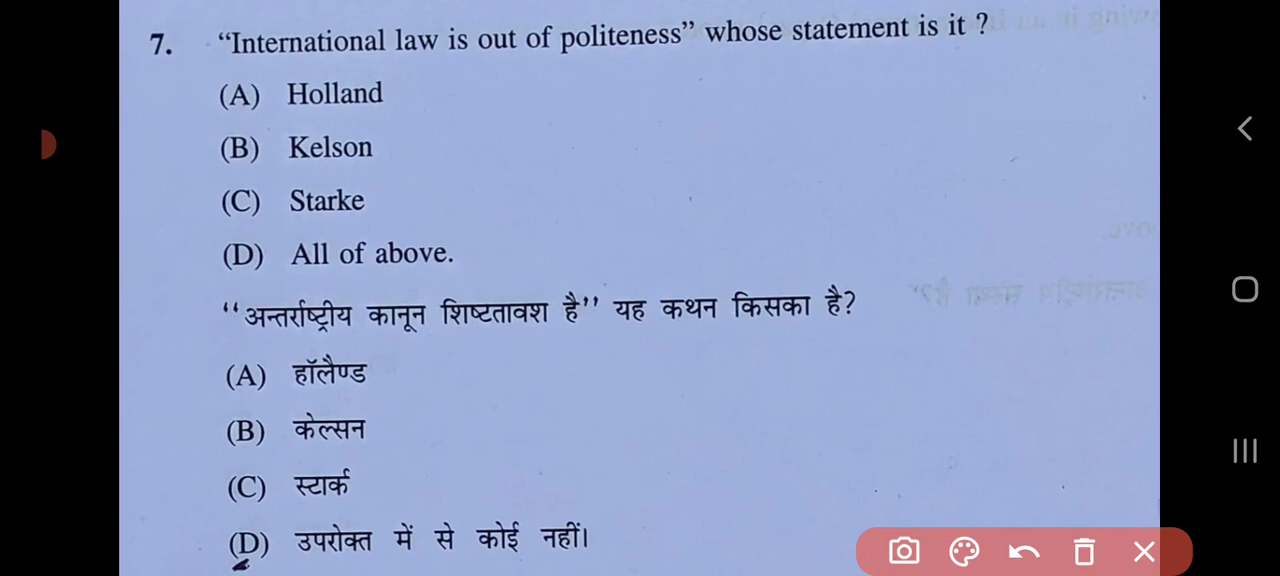 7. “International law is out of politeness” whose statement is it ?
(A) Holland
(B) Kelson
(C) Starke
(D) All of above.
‘‘अन्तर्राष्ट्रीय कानून शिष्टतावश है’’ यह कथन किसका है?
(A) हॉलैण्ड
(B) केल्सन
(C) स्टार्क
(D) उपरोक्त में से कोई नहीं।